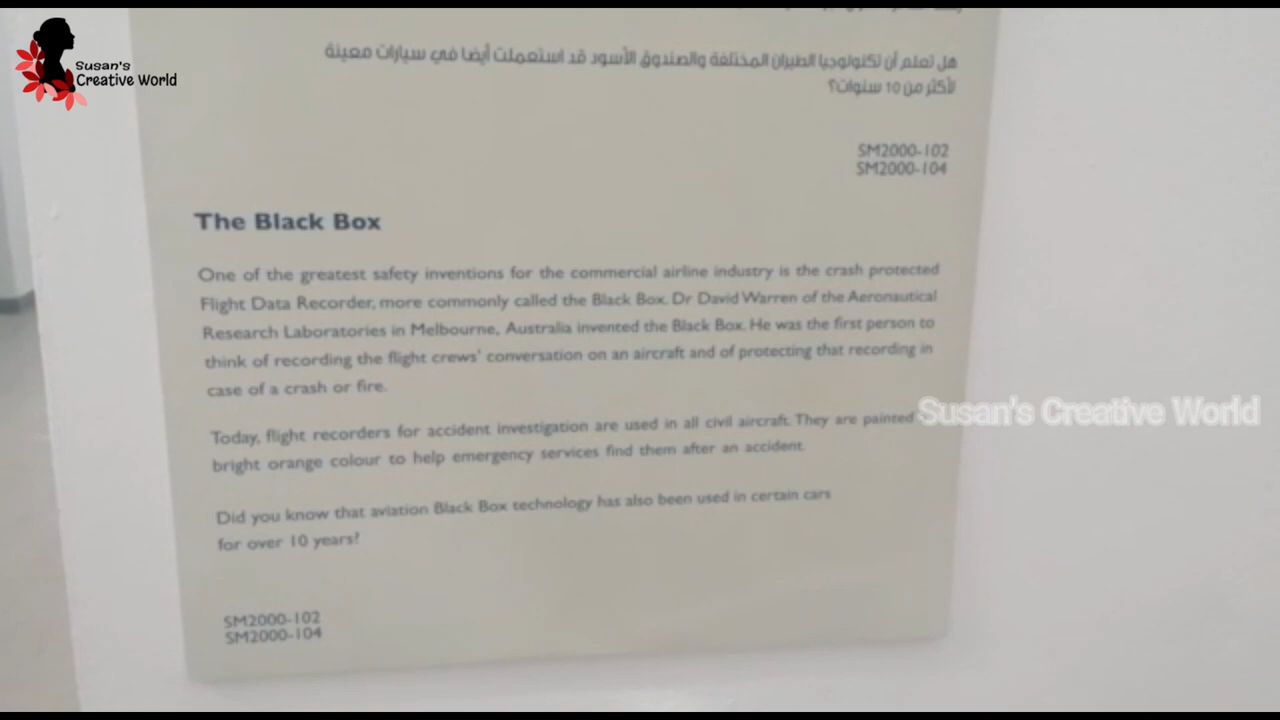 Susan's
Creative World
هل تعلم أن تكنولوجيا الطيران المختلفة والصندوق الأسود قد استعملت أيضا في سيارات معينة
لأكثر من 10 سنوات؟
SM2000-102
SM2000-104
The Black Box
One of the greatest safety inventions for the commercial airline industry is the crash protected
Flight Data Recorder, more commonly called the Black Box. Dr David Warren of the Aeronautical
Research Laboratories in Melbourne, Australia invented the Black Box. He was the first person to
think of recording the flight crews' conversation on an aircraft and of protecting that recording in
case of a crash or fire.
Today, flight recorders for accident investigation are used in all civil aircraft. They are painted
bright orange colour to help emergency services find them after an accident.
Did you know that aviation Black Box technology has also been used in certain cars
for over 10 years?
SM2000-102
SM2000-104
Susan's Creative World